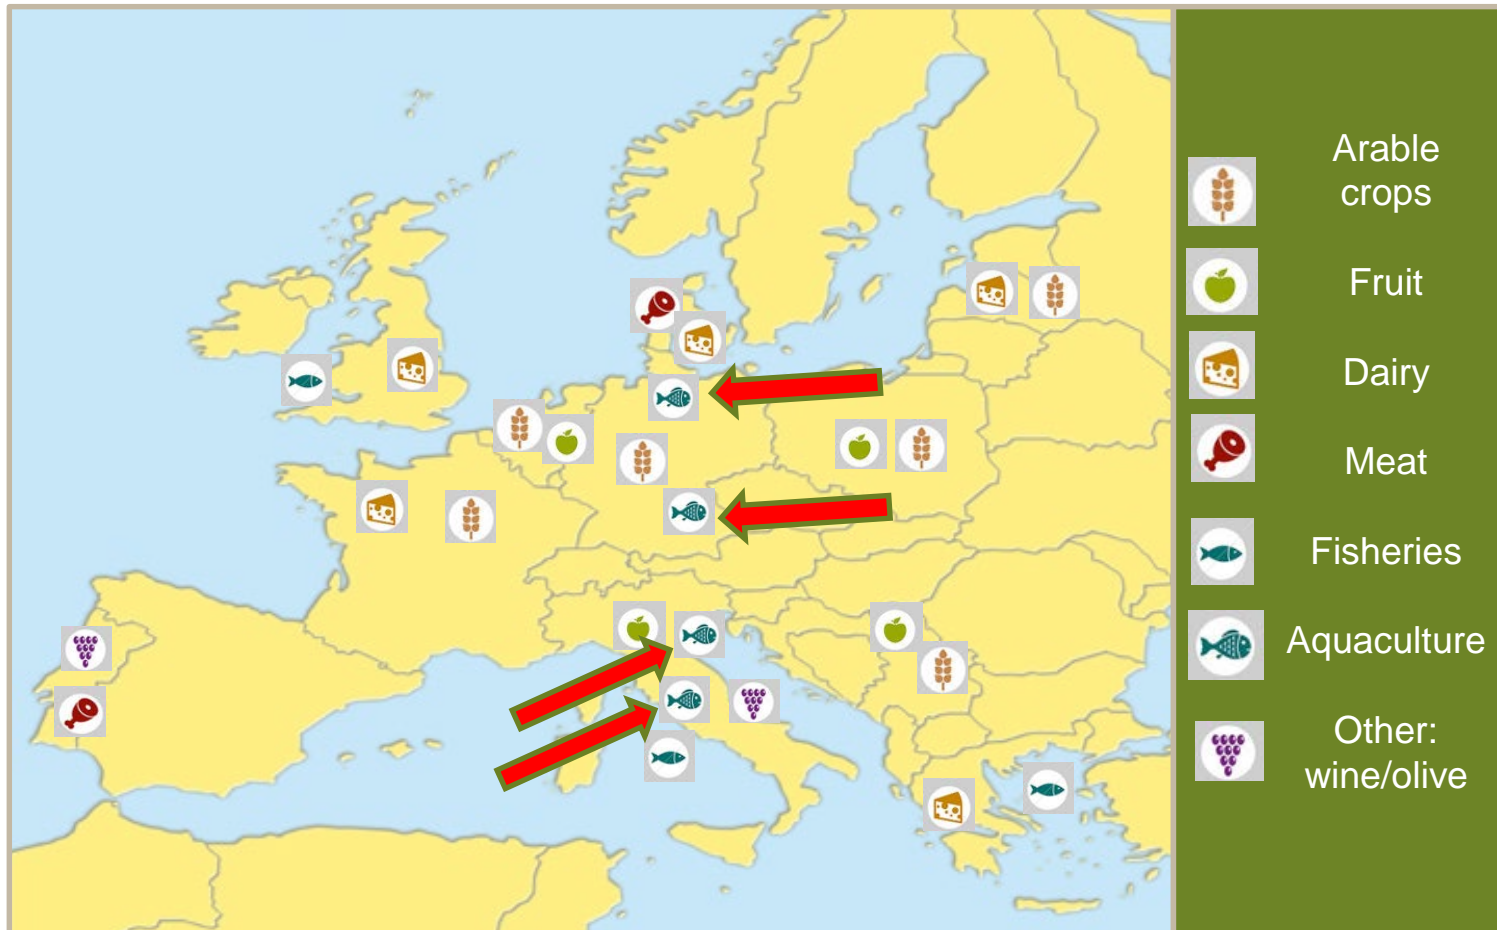 Arable
crops
Fruit
Dairy
Meat
Fisheries
Aquaculture
Other:
wine/olive